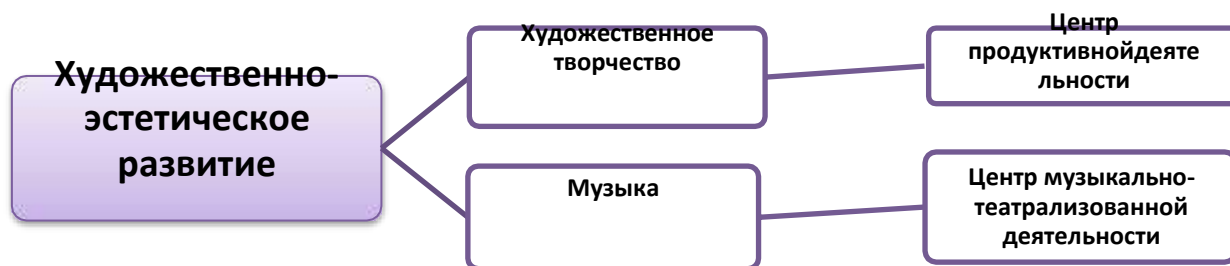 Художественно-
эстетическое
развитие
Художественное
творчество
Центр
продуктивнойдеяте
льности
Музыка
Центр музыкально-
театрализованной
деятельности